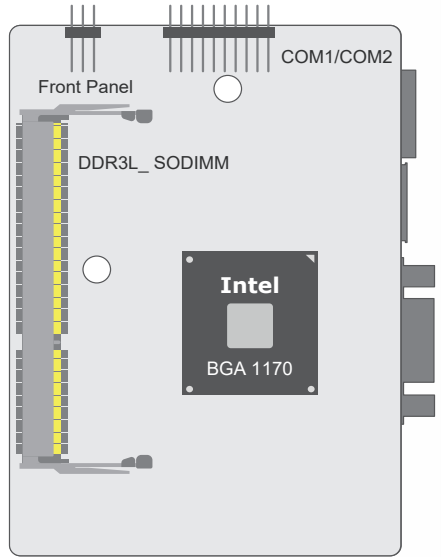 COM1/COM2
Front Panel
DDR3L_ SODIMM
Intel
BGA 1170